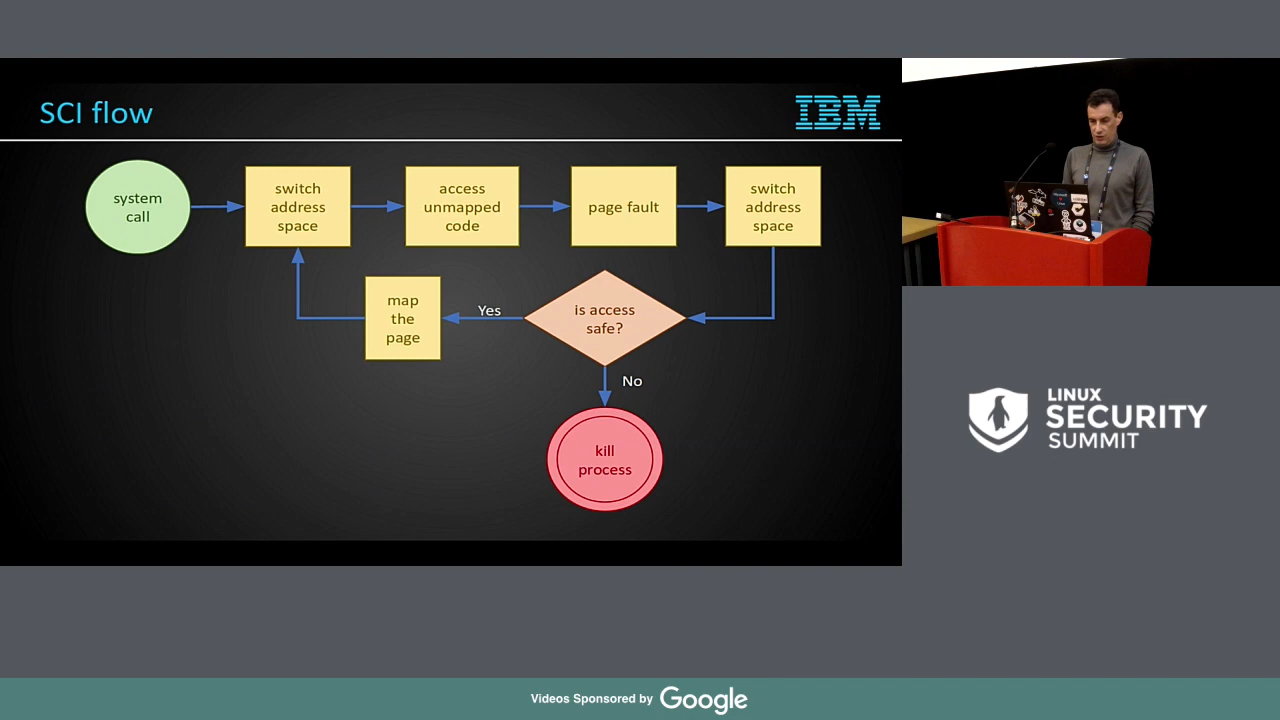 SCI flow
IBM
system
call
switch
address
space
access
unmapped
code
page fault
switch
address
space
map
the
page
Yes
is access
safe?
No
kill
process
LINUX
SECURITY
SUMMIT
Videos Sponsored by Google